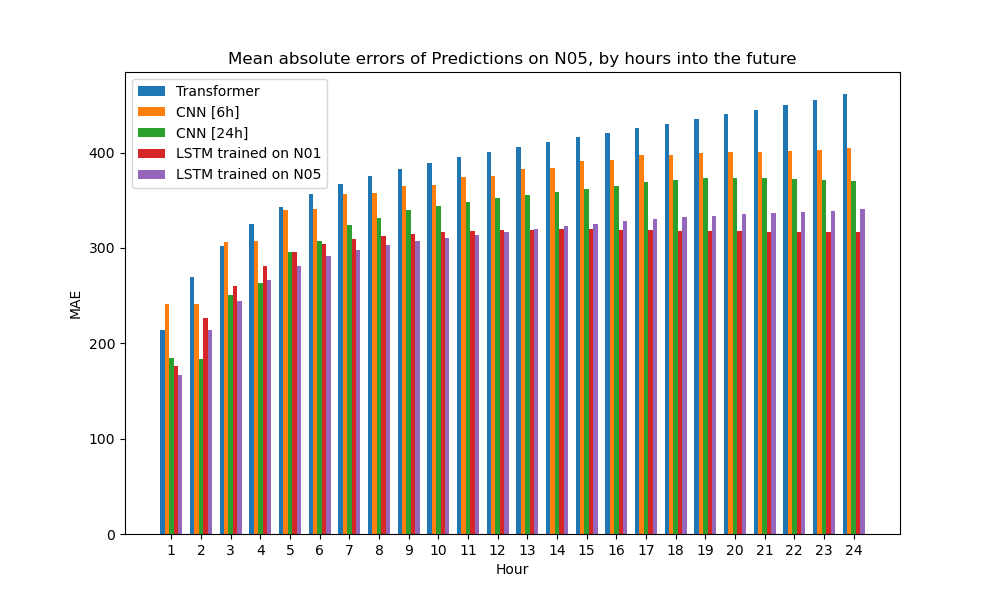 Mean absolute errors of Predictions on N05, by hours into the future
Transformer
CNN [6h]
CNN [24h]
LSTM trained on N01
LSTM trained on N05
MAE
400
300
200
100
0
1 2 3 4 5 6 7 8 9 10 11 12 13 14 15 16 17 18 19 20 21 22 23 24
Hour